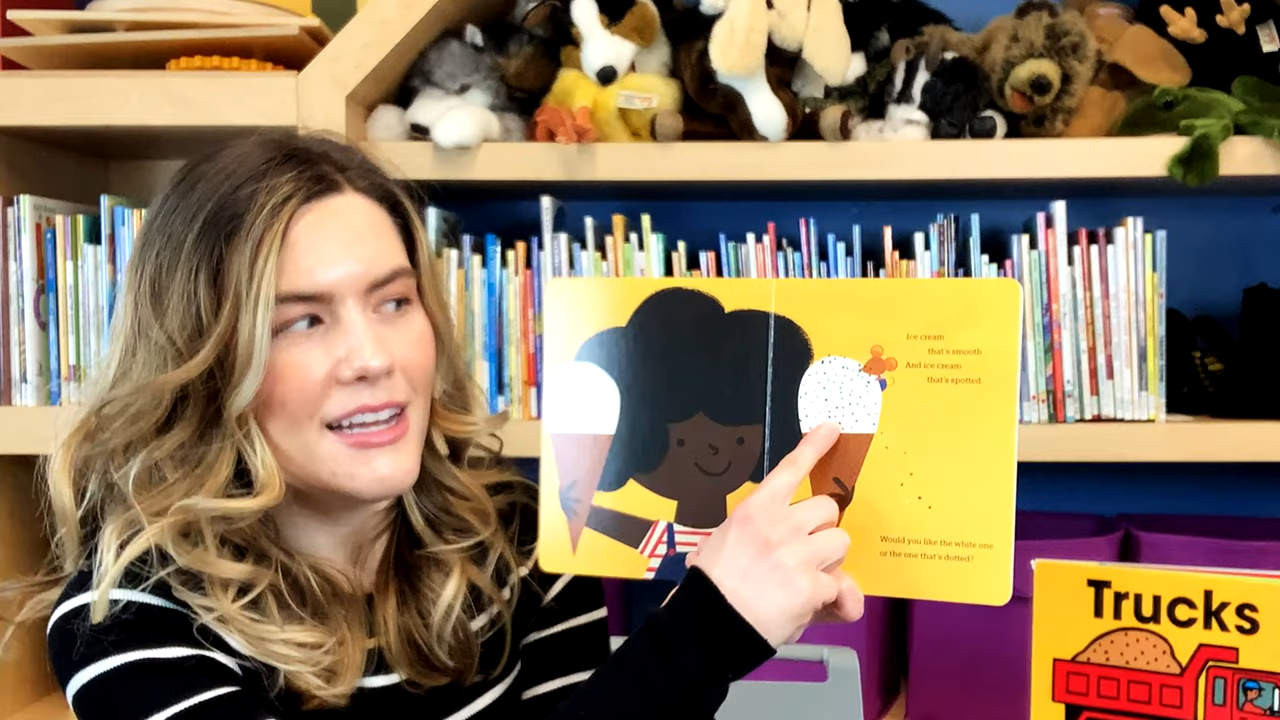 Ice cream
that's smooth
And ice cream
that's spotted.
Would you like the white one
or the one that's dotted?
Trucks